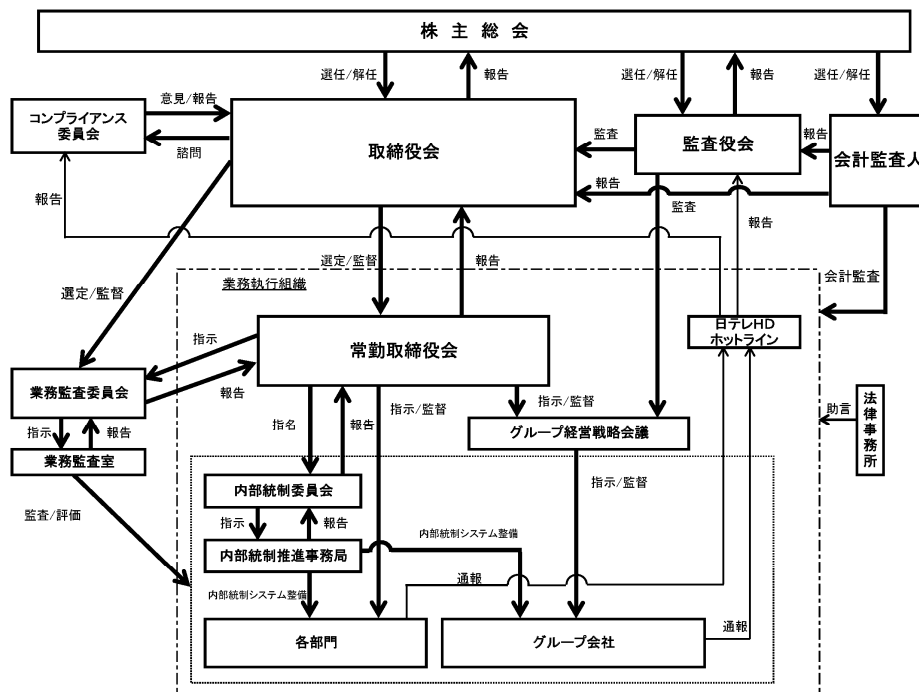 株主総会
選任/解任
報告
選任/解任
報告
選任/解任
コンプライアンス
委員会
意見/報告
諮問
取締役会
監査
監査役会
報告
会計監査人
報告
報告
監査
報告
選定/監督
選定/監督
報告
会計監査
業務執行組織
日テレHD
ホットライン
常勤取締役会
指示
報告
業務監査委員会
指示
報告
業務監査室
監査/評価
指名
報告
指示/監督
指示/監督
グループ経営戦略会議
助言
法律事務所
内部統制委員会
指示
報告
指示/監督
内部統制推進事務局
内部統制システム整備
内部統制システム整備
通報
各部門
グループ会社
通報